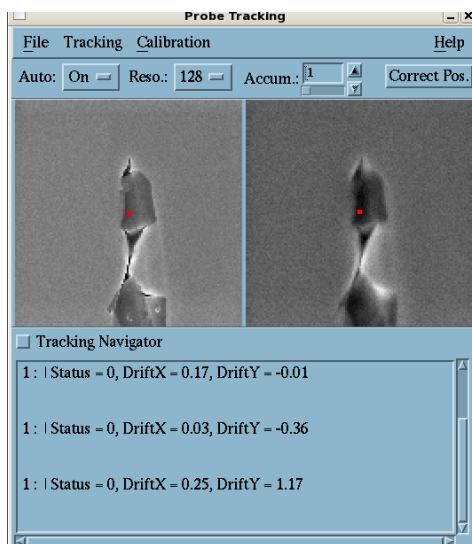 Probe Tracking
File Tracking Calibration Help
Auto: On Reso.: 128 Accum.: 1 Correct Pos.
Tracking Navigator
1 : | Status = 0, DriftX = 0.17, DriftY = -0.01
1 : | Status = 0, DriftX = 0.03, DriftY = -0.36
1 : | Status = 0, DriftX = 0.25, DriftY = 1.17